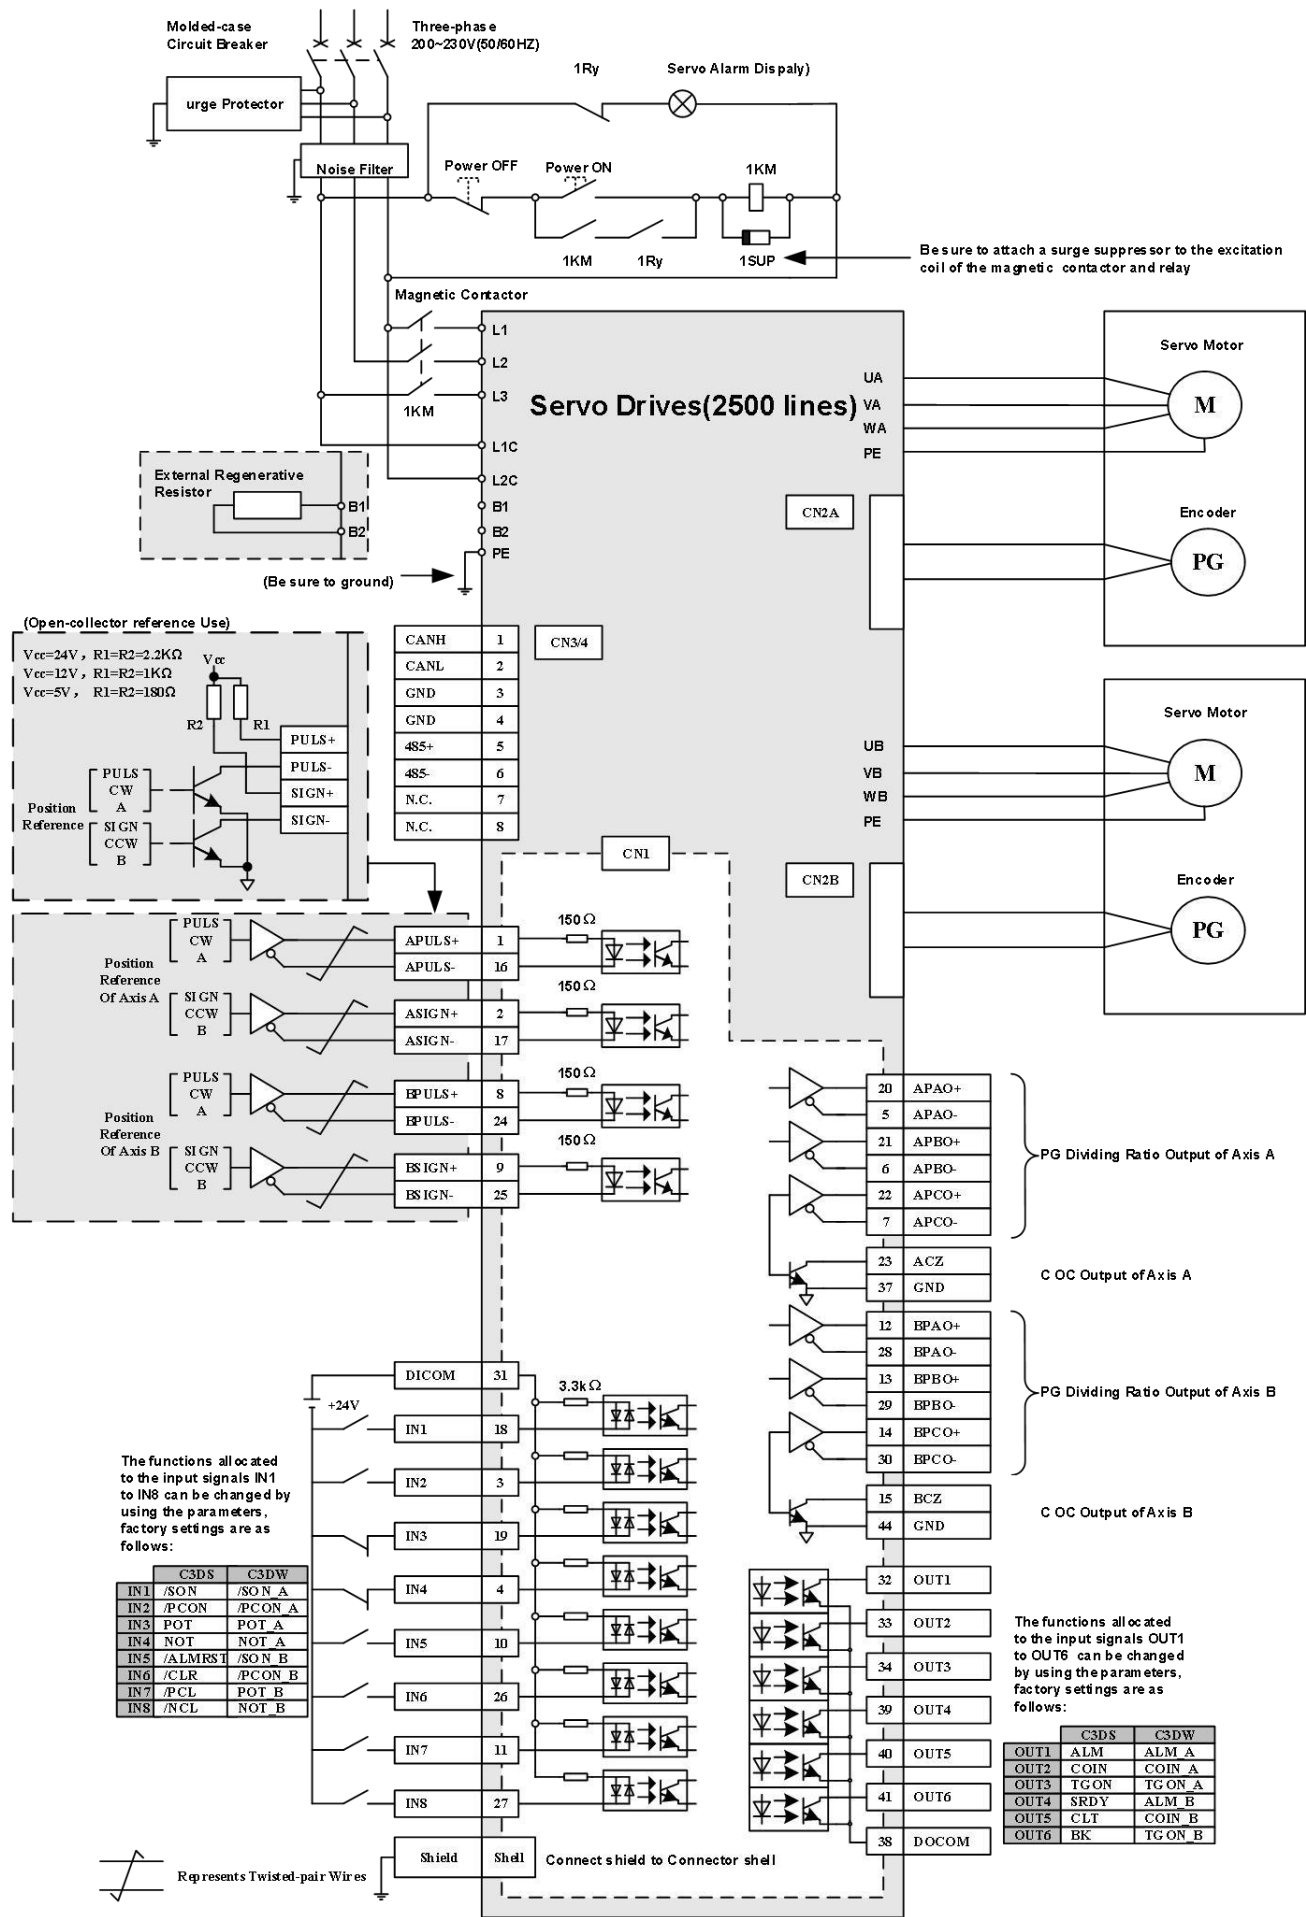 Molded-case
Circuit Breaker
Three-phase
200~230V(50/60HZ)
urge Protector
Noise Filter
1Ry
Servo Alarm Dispaly)
Power OFF
Power ON
1KM
1KM
1Ry
1SUP
Be sure to attach a surge suppressor to the excitation
coil of the magnetic contactor and relay
Magnetic Contactor
1KM
L1
L2
L3
L1C
L2C
B1
B2
PE
Servo Drives(2500 lines)
UA
VA
WA
PE
Servo Motor
M
CN2A
Encoder
PG
External Regenerative
Resistor
B1
B2
(Be sure to ground)
(Open-collector reference Use)
Vcc=24V，R1=R2=2.2KΩ
Vcc=12V，R1=R2=1KΩ
Vcc=5V， R1=R2=180Ω
Vcc
R2
R1
PULS+
PULS-
SIGN+
SIGN-
Position
Reference
PULS
CW
A
SIGN
CCW
B
CANH 1
CANL 2
GND 3
GND 4
485+ 5
485- 6
N.C. 7
N.C. 8
CN3/4
UB
VB
WB
PE
Servo Motor
M
CN2B
Encoder
PG
CN1
Position
Reference
Of Axis A
PULS
CW
A
SIGN
CCW
B
APULS+ 1
APULS- 16
ASIGN+ 2
ASIGN- 17
150Ω
150Ω
Position
Reference
Of Axis B
PULS
CW
A
SIGN
CCW
B
BPULS+ 8
BPULS- 24
BSIGN+ 9
BSIGN- 25
150Ω
150Ω
20 APAO+
5 APAO-
21 APBO+
6 APBO-
22 APCO+
7 APCO-
PG Dividing Ratio Output of Axis A
23 ACZ
37 GND
C OC Output of Axis A
12 BPAO+
28 BPAO-
13 BPBO+
29 BPBO-
14 BPCO+
30 BPCO-
PG Dividing Ratio Output of Axis B
15 BCZ
44 GND
C OC Output of Axis B
DICOM 31
+24V
3.3kΩ
IN1 18
IN2 3
IN3 19
IN4 4
IN5 10
IN6 26
IN7 11
IN8 27
Shield Shell
Connect shield to Connector shell
The functions allocated
to the input signals IN1
to IN8 can be changed by
using the parameters,
factory settings are as
follows:
C3DS C3DW
IN1 /SON /SON_A
IN2 /PCON /PCON_A
IN3 POT POT_A
IN4 NOT NOT_A
IN5 /ALMRST /SON_B
IN6 /CLR /PCON_B
IN7 /PCL POT_B
IN8 /NCL NOT_B
32 OUT1
33 OUT2
34 OUT3
39 OUT4
40 OUT5
41 OUT6
38 DOCOM
The functions allocated
to the input signals OUT1
to OUT6 can be changed
by using the parameters,
factory settings are as
follows:
C3DS C3DW
OUT1 ALM ALM_A
OUT2 COIN COIN_A
OUT3 TGON TGON_A
OUT4 SRDY ALM_B
OUT5 CLT COIN_B
OUT6 BK TGON_B
Represents Twisted-pair Wires